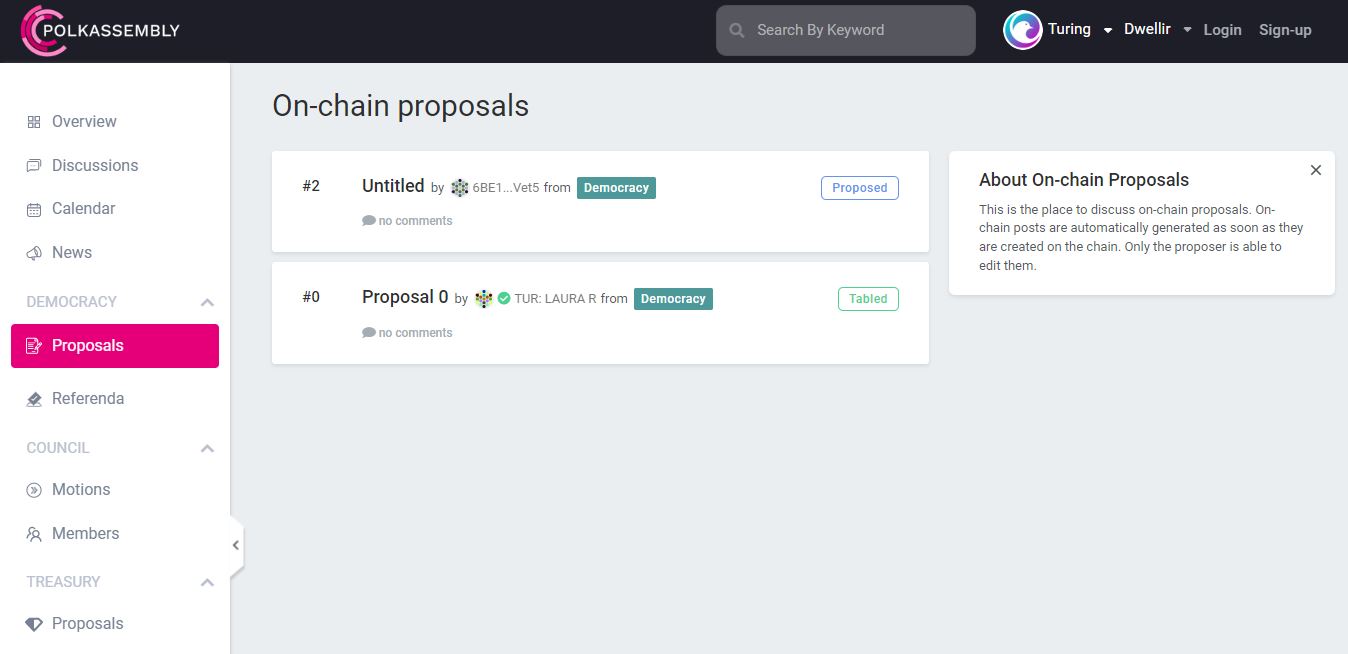 POLKASSEMBLY
Search By Keyword
Turing
Dwellir
Login
Sign-up
Overview
Discussions
Calendar
News
DEMOCRACY
Proposals
Referenda
COUNCIL
Motions
Members
TREASURY
Proposals
On-chain proposals
#2
Untitled by 6BE1...Vet5 from Democracy
Proposed
no comments
#0
Proposal 0 by TUR: LAURA R from Democracy
Tabled
no comments
About On-chain Proposals
This is the place to discuss on-chain proposals. On-
chain posts are automatically generated as soon as they
are created on the chain. Only the proposer is able to
edit them.